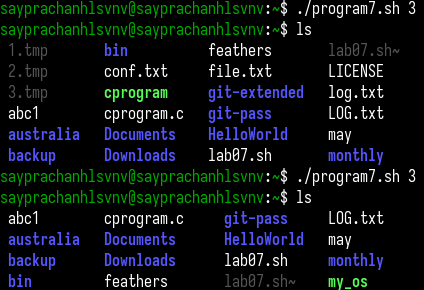 sayprachanhlsvnv@sayprachanhlsvnv:~$ ./program7.sh 3
sayprachanhlsvnv@sayprachanhlsvnv:~$ ls
1.tmp bin feathers lab07.sh~
2.tmp conf.txt file.txt LICENSE
3.tmp cprogram git-extended log.txt
abc1 cprogram.c git-pass LOG.txt
australia Documents HelloWorld may
backup Downloads lab07.sh monthly
sayprachanhlsvnv@sayprachanhlsvnv:~$ ./program7.sh 3
sayprachanhlsvnv@sayprachanhlsvnv:~$ ls
abc1 cprogram.c git-pass LOG.txt
australia Documents HelloWorld may
backup Downloads lab07.sh monthly
bin feathers lab07.sh~ my_os